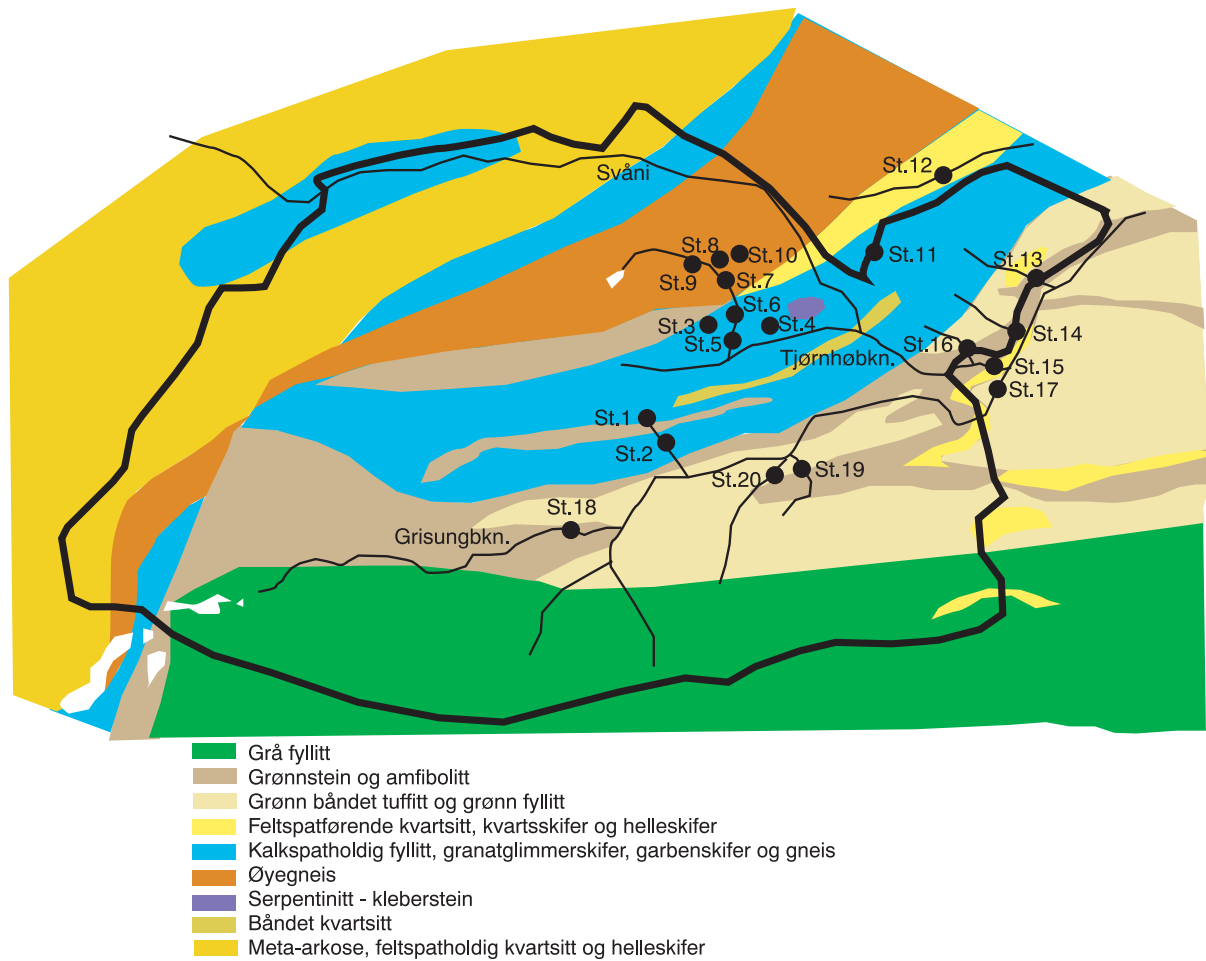 St.12
Svåni
St.8
St.10
St.11
St.13
St.9
St.7
St.6
St.3
St.4
St.5
St.14
St.16
Tjørnhøbkn.
St.15
St.17
St.1
St.2
St.19
St.20
St.18
Grisungbkn.
Grå fyllitt
Grønnstein og amfibolitt
Grønn båndet tuffitt og grønn fyllitt
Feltspatførende kvartsitt, kvartsskifer og helleskifer
Kalkspatholdig fyllitt, granatglimmerskifer, garbenskifer og gneis
Øyegneis
Serpentinitt - kleberstein
Båndet kvartsitt
Meta-arkose, feltspatholdig kvartsitt og helleskifer